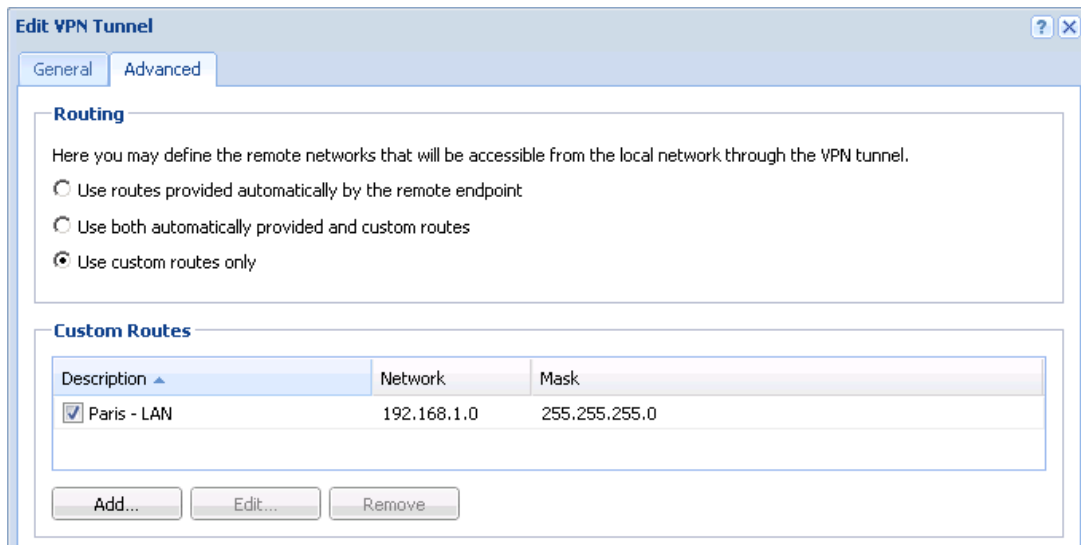 Edit VPN Tunnel
General Advanced
Routing
Here you may define the remote networks that will be accessible from the local network through the VPN tunnel.
Use routes provided automatically by the remote endpoint
Use both automatically provided and custom routes
Use custom routes only
Custom Routes
Description Network Mask
Paris - LAN 192.168.1.0 255.255.255.0
Add... Edit... Remove